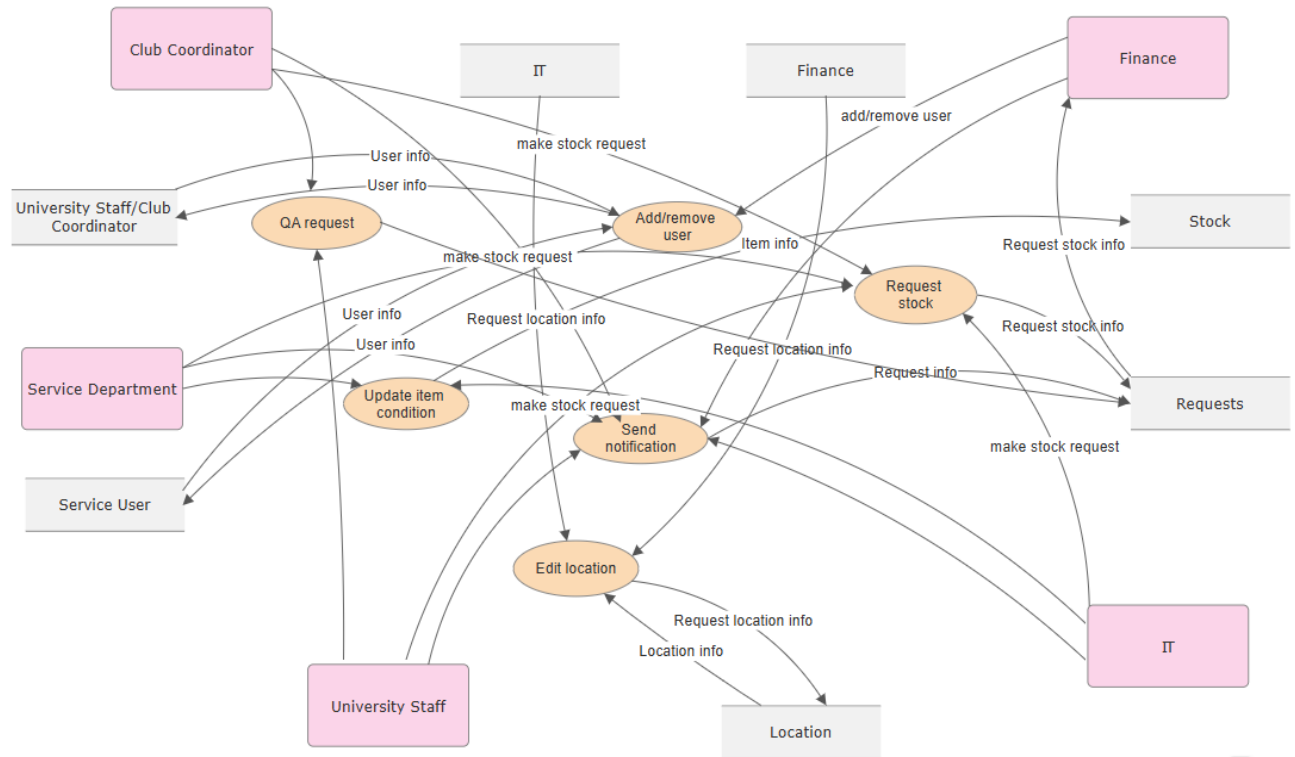 Club Coordinator
IT
Finance
Finance
add/remove user
make stock request
User info
User info
University Staff/Club
Coordinator
QA request
Add/remove
user
Stock
Item info
Request stock info
make stock request
Request
stock
User info
Request location info
Request stock info
User info
Request location info
Request info
Service Department
Update item
condition
make stock request
Requests
Send
notification
make stock request
Service User
Edit location
Request location info
Location info
IT
University Staff
Location